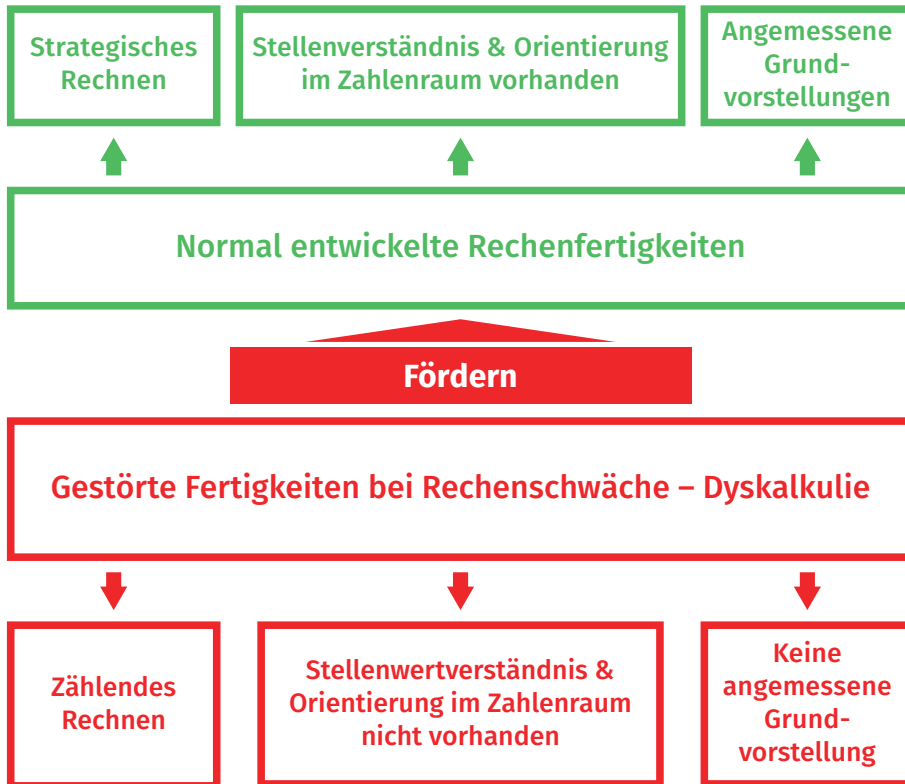 Strategisches
Rechnen
Stellenverständnis & Orientierung
im Zahlenraum vorhanden
Angemessene
Grund-
vorstellungen
Normal entwickelte Rechenfertigkeiten
Fördern
Gestörte Fertigkeiten bei Rechenschwäche – Dyskalkulie
Zählendes
Rechnen
Stellenwertverständnis &
Orientierung im Zahlenraum
nicht vorhanden
Keine
angemessene
Grund-
vorstellung